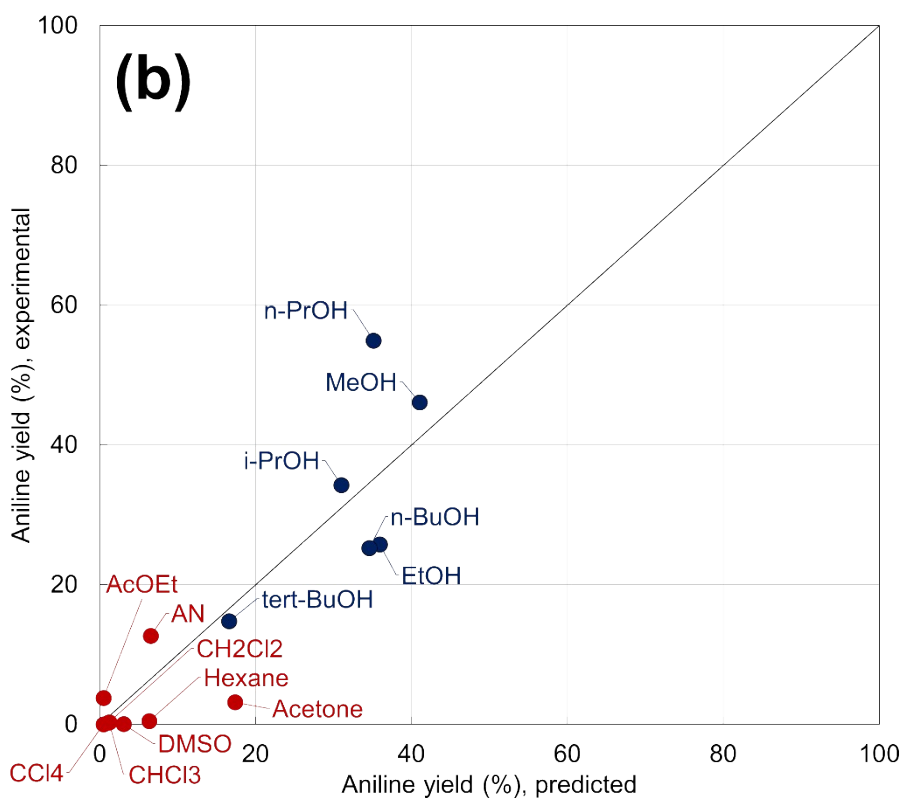 100
(b)
80
60
40
20
0
Aniline yield (%), experimental
n-PrOH
MeOH
i-PrOH
n-BuOH
EtOH
tert-BuOH
AcOEt
AN
CH2Cl2
Hexane
Acetone
DMSO
CCl4
CHCl3
0 20 40 60 80 100
Aniline yield (%), predicted